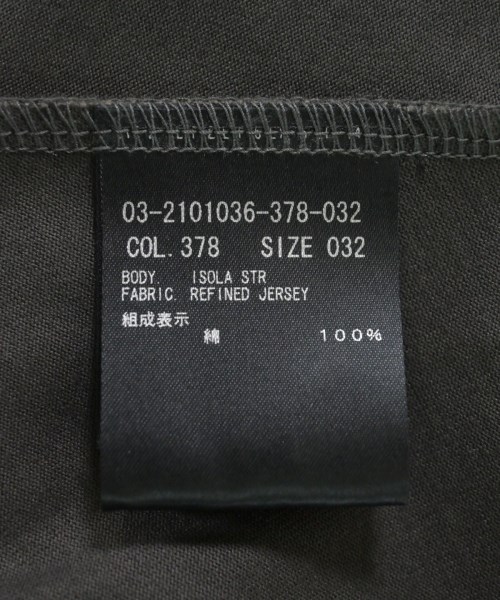 03-2101036-378-032
COL. 378 SIZE 032
BODY. ISOLA STR
FABRIC. REFINED JERSEY
組成表示
綿 100%